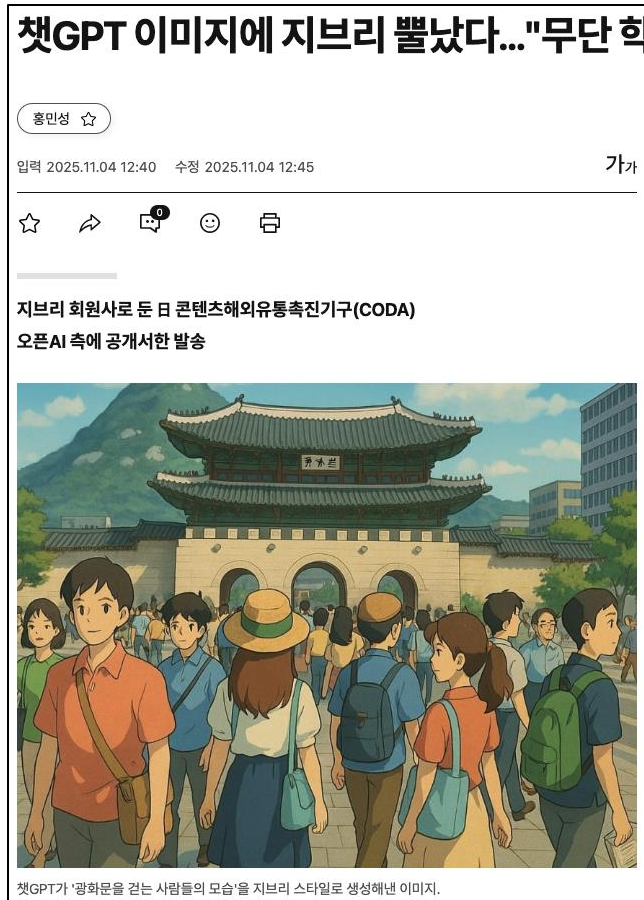 챗GPT 이미지에 지브리 뿔났다..."무단 학
홍민성
입력 2025.11.04 12:40 수정 2025.11.04 12:45
가가
0
지브리 회원사로 둔 日 콘텐츠해외유통촉진기구(CODA)
오픈AI 측에 공개서한 발송
챗GPT가 '광화문을 걷는 사람들의 모습'을 지브리 스타일로 생성해낸 이미지.